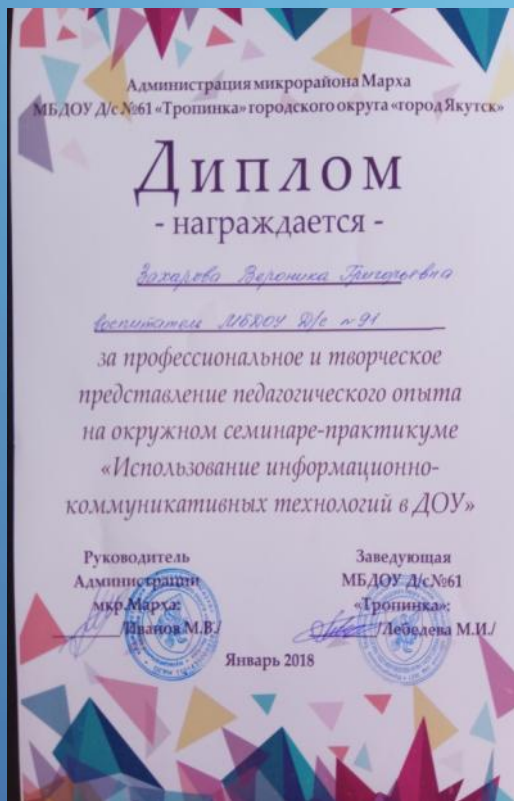 Администрация микрорайона Марха
МБДОУ Д/с №61 «Тропинка» городского округа «город Якутск»
Диплом
- награждается -
Захарова Вероника Григорьевна
воспитатель МБДОУ Д/с №91
за профессиональное и творческое
представление педагогического опыта
на окружном семинаре-практикуме
«Использование информационно-
коммуникативных технологий в ДОУ»
Руководитель
Администрации
мкр.Марха:
/Иванов М.В./
Заведующая
МБДОУ Д/с№61
«Тропинка»:
/Лебедева М.И./
Январь 2018